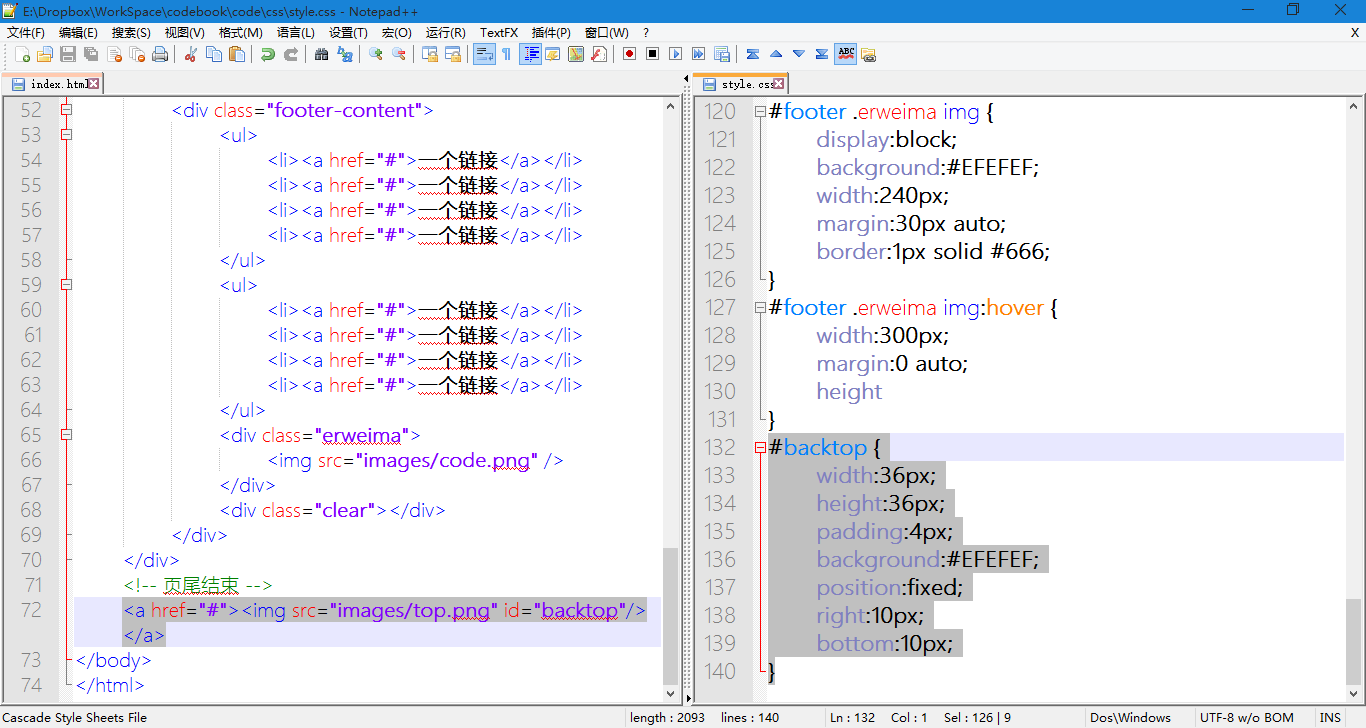 E:\Dropbox\WorkSpace\codebook\code\css\style.css - Notepad++
文件(F) 编辑(E) 搜索(S) 视图(V) 格式(M) 语言(L) 设置(T) 宏(O) 运行(R) TextFX 插件(P) 窗口(W) ? X
index.html
52 <div class="footer-content">
53 <ul>
54 <li><a href="#">一个链接</a></li>
55 <li><a href="#">一个链接</a></li>
56 <li><a href="#">一个链接</a></li>
57 <li><a href="#">一个链接</a></li>
58 </ul>
59 <ul>
60 <li><a href="#">一个链接</a></li>
61 <li><a href="#">一个链接</a></li>
62 <li><a href="#">一个链接</a></li>
63 <li><a href="#">一个链接</a></li>
64 </ul>
65 <div class="erweima">
66 <img src="images/code.png" />
67 </div>
68 <div class="clear"></div>
69 </div>
70 </div>
71 <!-- 页尾结束 -->
72 <a href="#"><img src="images/top.png" id="backtop"/>
</a>
73 </body>
74 </html>
style.css
120 #footer .erweima img {
121 display:block;
122 background:#EFEFEF;
123 width:240px;
124 margin:30px auto;
125 border:1px solid #666;
126 }
127 #footer .erweima img:hover {
128 width:300px;
129 margin:0 auto;
130 height
131 }
132 #backtop {
133 width:36px;
134 height:36px;
135 padding:4px;
136 background:#EFEFEF;
137 position:fixed;
138 right:10px;
139 bottom:10px;
140 }
Cascade Style Sheets File length : 2093 lines : 140 Ln : 132 Col : 1 Sel : 126 | 9 Dos\Windows UTF-8 w/o BOM INS